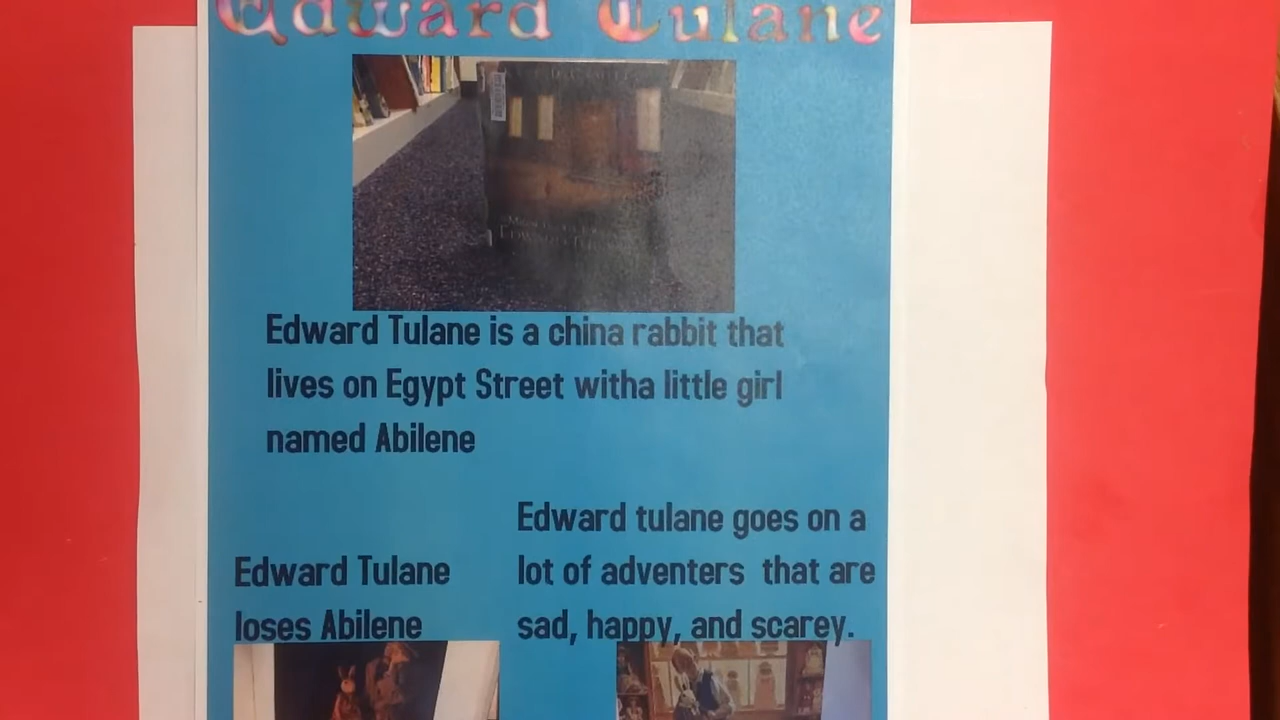 Edward Tulane
Edward Tulane is a china rabbit that
lives on Egypt Street witha little girl
named Abilene
Edward Tulane
loses Abilene
Edward tulane goes on a
lot of adventers  that are
sad, happy, and scarey.